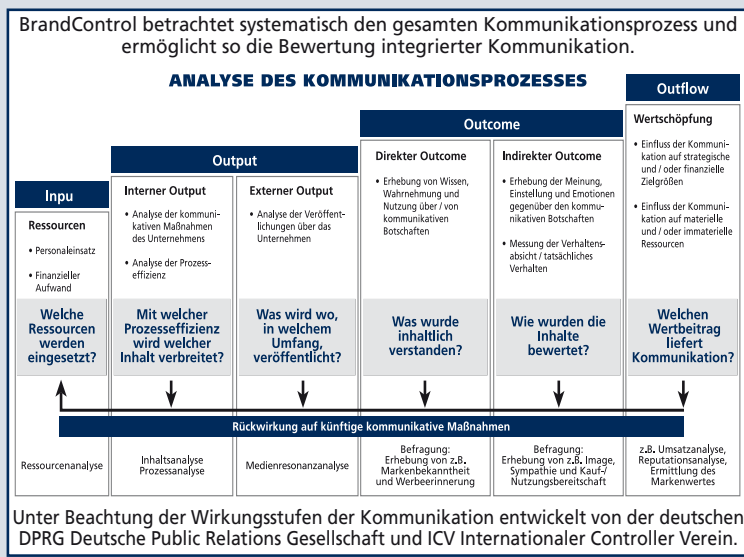 BrandControl betrachtet systematisch den gesamten Kommunikationsprozess und
ermöglicht so die Bewertung integrierter Kommunikation.
ANALYSE DES KOMMUNIKATIONSPROZESSES
Inpu
Ressourcen
• Personaleinsatz
• Finanzieller
Aufwand
Welche
Ressourcen
werden
eingesetzt?
Output
Interner Output
• Analyse der kommuni-
kativen Maßnahmen
des Unternehmens
• Analyse der Prozess-
effizienz
Mit welcher
Prozesseffizienz
wird welcher
Inhalt verbreitet?
Externer Output
• Analyse der Veröffent-
lichungen über das
Unternehmen
Was wird wo,
in welchem
Umfang,
veröffentlicht?
Outcome
Direkter Outcome
• Erhebung von Wissen,
Wahrnehmung und
Nutzung über / von
kommunikativen
Botschaften
Was wurde
inhaltlich
verstanden?
Indirekter Outcome
• Erhebung der Meinung,
Einstellung und Emotionen
gegenüber den kommu-
nikativen Botschaften
• Messung der Verhaltens-
absicht / tatsächliches
Verhalten
Wie wurden die
Inhalte
bewertet?
Outflow
Wertschöpfung
• Einfluss der Kommuni-
kation auf strategische
und / oder finanzielle
Zielgrößen
• Einfluss der Kommuni-
kation auf materielle
und / oder immaterielle
Ressourcen
Welchen
Wertbeitrag
liefert
Kommunikation?
Rückwirkung auf künftige kommunikative Maßnahmen
Ressourcenanalyse
Inhaltsanalyse
Prozessanalyse
Medienresonanzanalyse
Befragung:
Erhebung von z.B.
Markenbekanntheit
und Werbeerinnerung
Befragung:
Erhebung von z.B. Image,
Sympathie und Kauf-/
Nutzungsbereitschaft
z.B. Umsatzanalyse,
Reputationsanalyse,
Ermittlung des
Markenwertes
Unter Beachtung der Wirkungsstufen der Kommunikation entwickelt von der deutschen
DPRG Deutsche Public Relations Gesellschaft und ICV Internationaler Controller Verein.